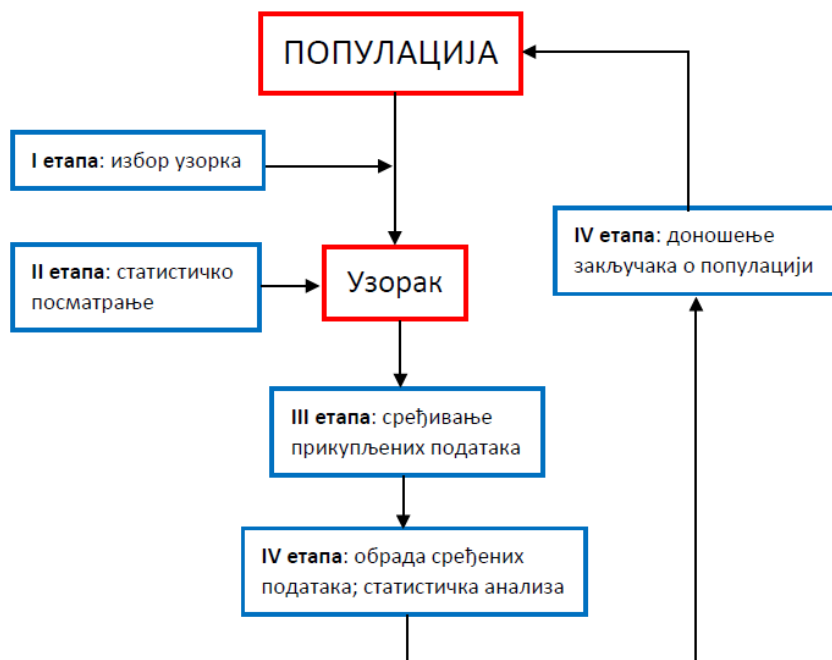 ПОПУЛАЦИЈА
I етапа: избор узорка
II етапа: статистичко
посматрање
Узорак
IV етапа: доношење
закључака о популацији
III етапа: сређивање
прикупљених података
IV етапа: обрада сређених
података; статистичка анализа